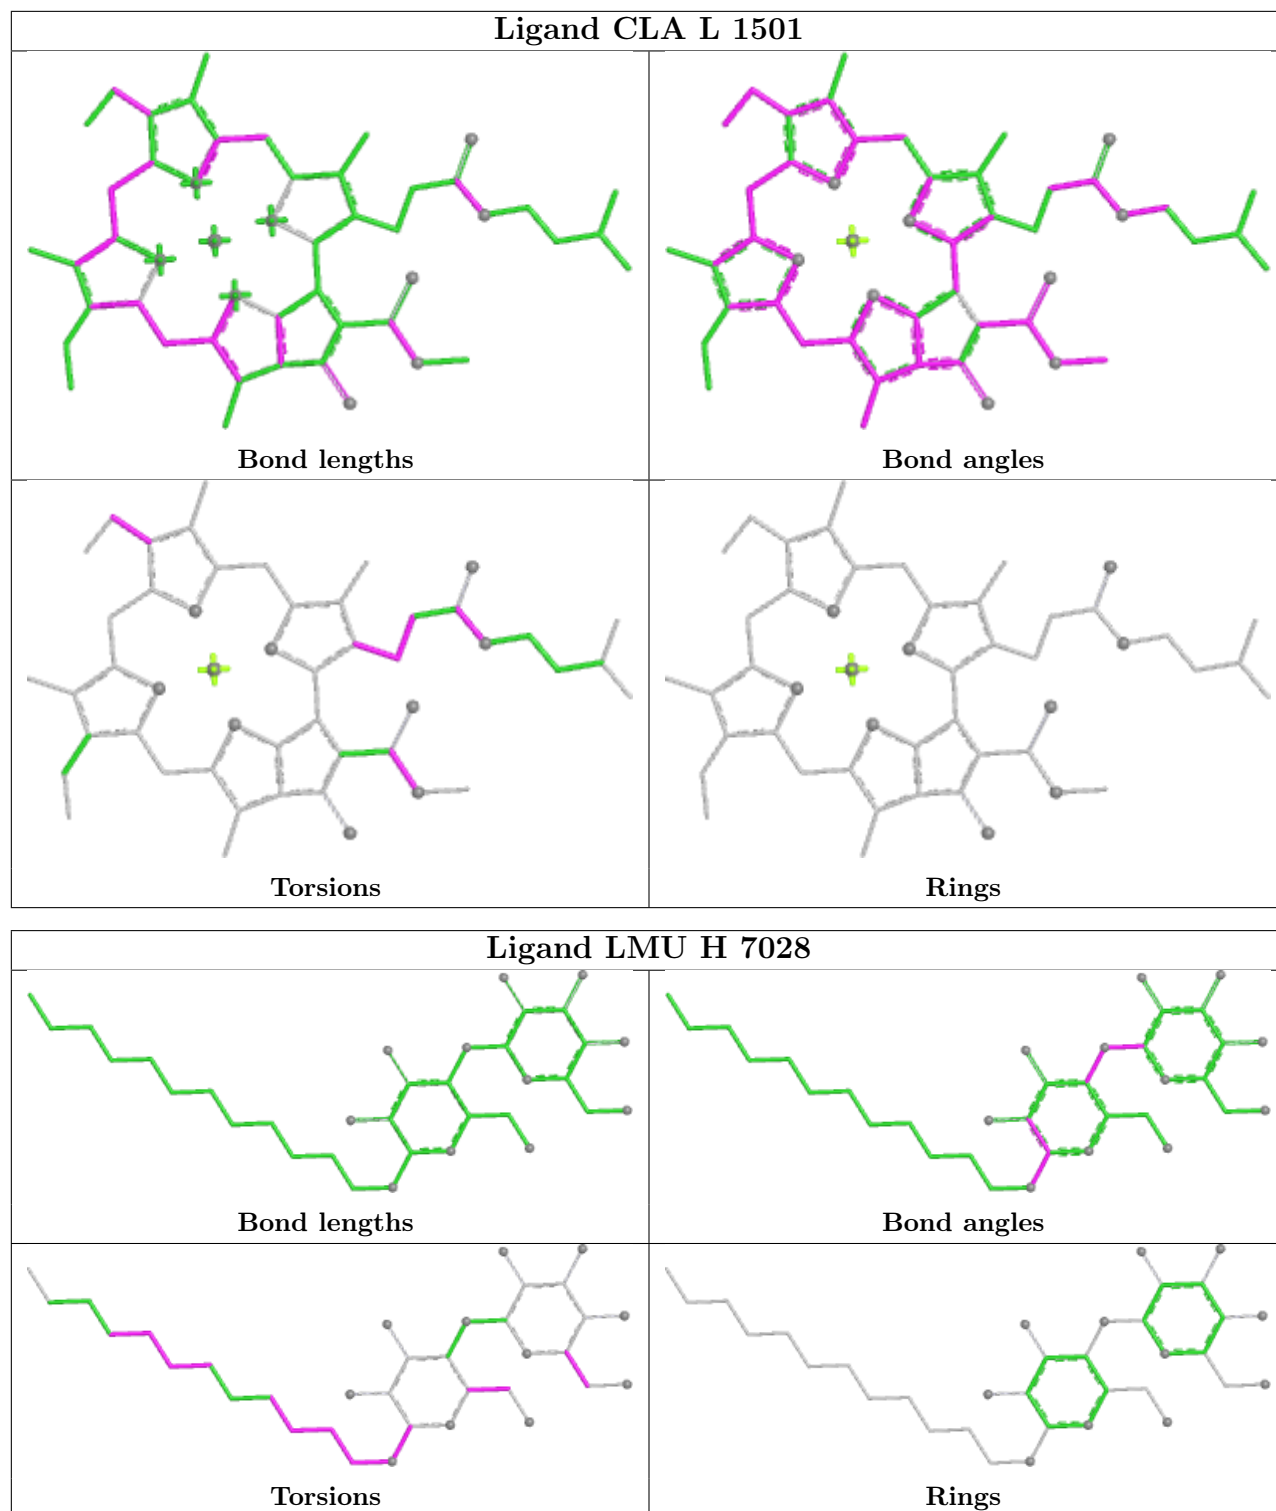 Ligand CLA L 1501
Bond lengths
Bond angles
Torsions
Rings
Ligand LMU H 7028
Bond lengths
Bond angles
Torsions
Rings